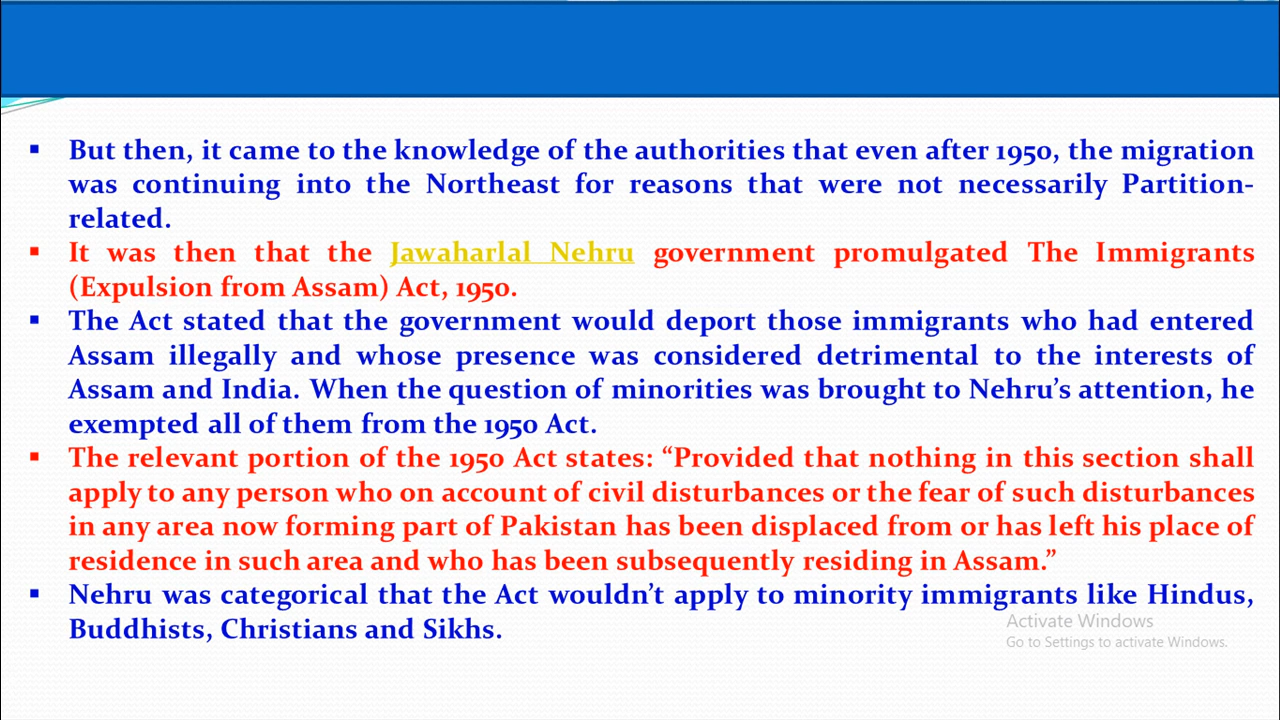 But then, it came to the knowledge of the authorities that even after 1950, the migration
was continuing into the Northeast for reasons that were not necessarily Partition-
related.
It was then that the Jawaharlal Nehru government promulgated The Immigrants
(Expulsion from Assam) Act, 1950.
The Act stated that the government would deport those immigrants who had entered
Assam illegally and whose presence was considered detrimental to the interests of
Assam and India. When the question of minorities was brought to Nehru’s attention, he
exempted all of them from the 1950 Act.
The relevant portion of the 1950 Act states: “Provided that nothing in this section shall
apply to any person who on account of civil disturbances or the fear of such disturbances
in any area now forming part of Pakistan has been displaced from or has left his place of
residence in such area and who has been subsequently residing in Assam.”
Nehru was categorical that the Act wouldn’t apply to minority immigrants like Hindus,
Buddhists, Christians and Sikhs.
Activate Windows
Go to Settings to activate Windows.